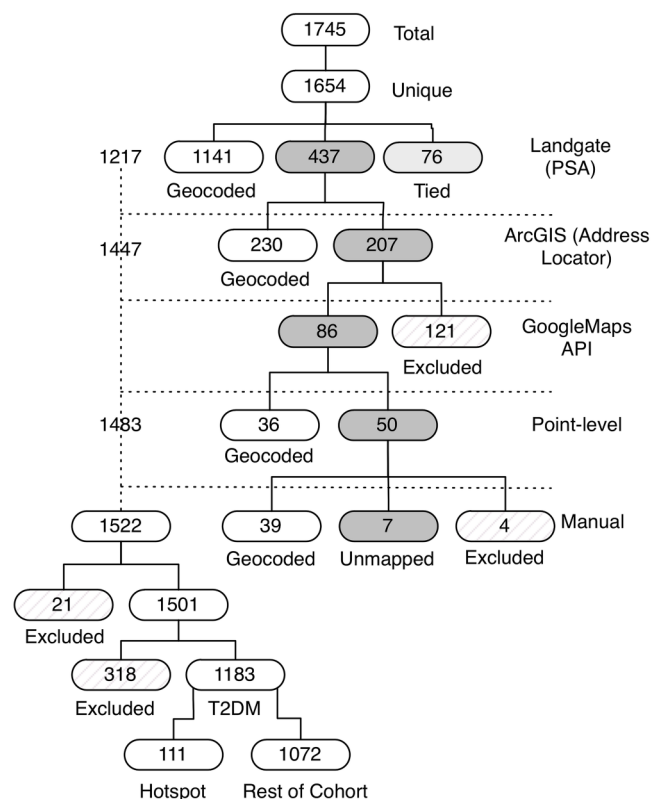 1745 Total
1654 Unique
1217 1141 437 76 Landgate
(PSA)
Geocoded Tied
1447 230 207 ArcGIS (Address
Locator)
Geocoded
86 121 GoogleMaps
API
Excluded
1483 36 50 Point-level
Geocoded
1522 39 7 4 Manual
Geocoded Unmapped Excluded
21 1501
Excluded
318 1183
Excluded T2DM
111 1072
Hotspot Rest of Cohort